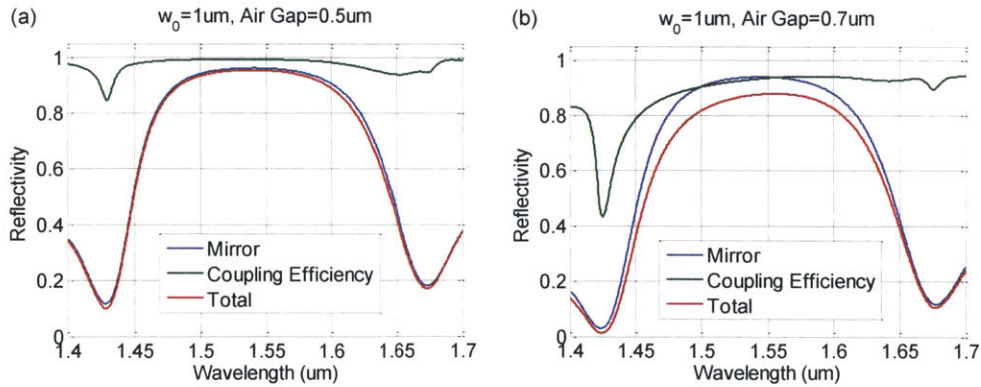 (a)
w₀=1um, Air Gap=0.5um
1
0.8
0.6
0.4
0.2
0
Reflectivity
Mirror
Coupling Efficiency
Total
1.4
1.45
1.5
1.55
1.6
1.65
1.7
Wavelength (um)
(b)
w₀=1um, Air Gap=0.7um
1
0.8
0.6
0.4
0.2
0
Reflectivity
Mirror
Coupling Efficiency
Total
1.4
1.45
1.5
1.55
1.6
1.65
1.7
Wavelength (um)